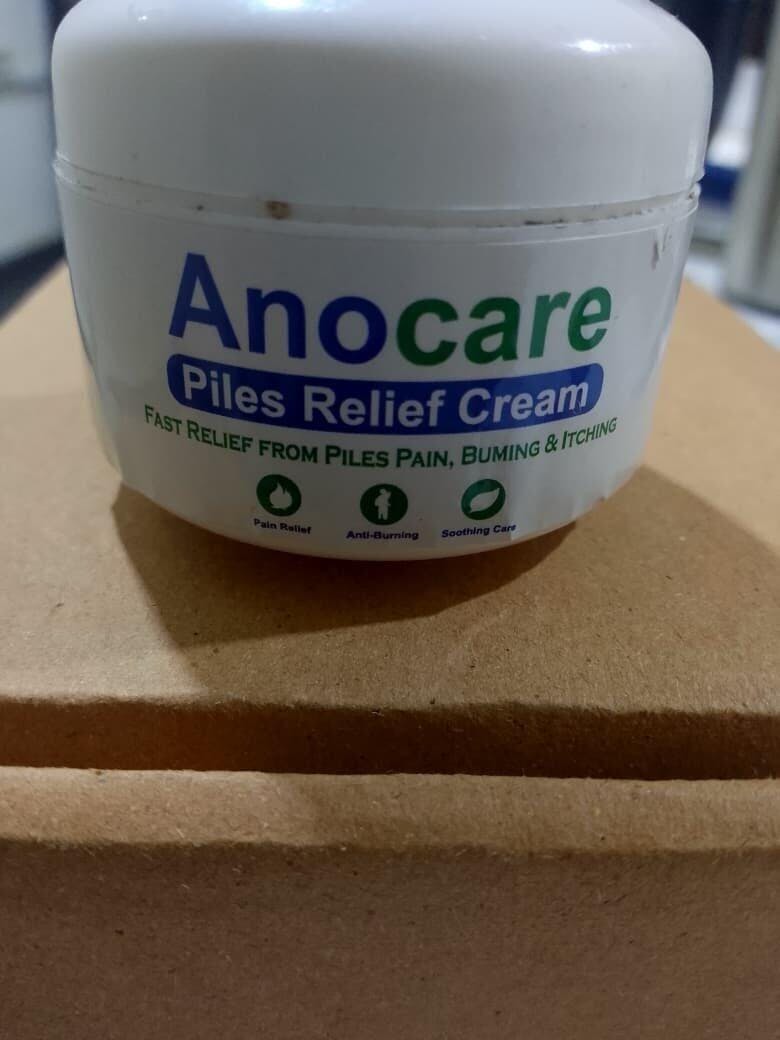 Anocare
Piles Relief Cream
FAST RELIEF FROM PILES PAIN, BUMING & ITCHING
Pain Relief
Anti-Burning
Soothing Care